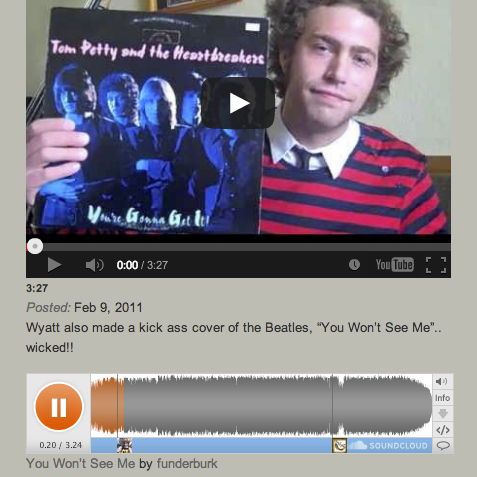 Tom Petty and the Heartbreakers
You're Gonna Get It!
0:00 / 3:27
YouTube
3:27
Posted: Feb 9, 2011
Wyatt also made a kick ass cover of the Beatles, “You Won’t See Me”..
wicked!!
Info
0.20 / 3.24
SOUNDCLOUD
You Won't See Me by funderburk